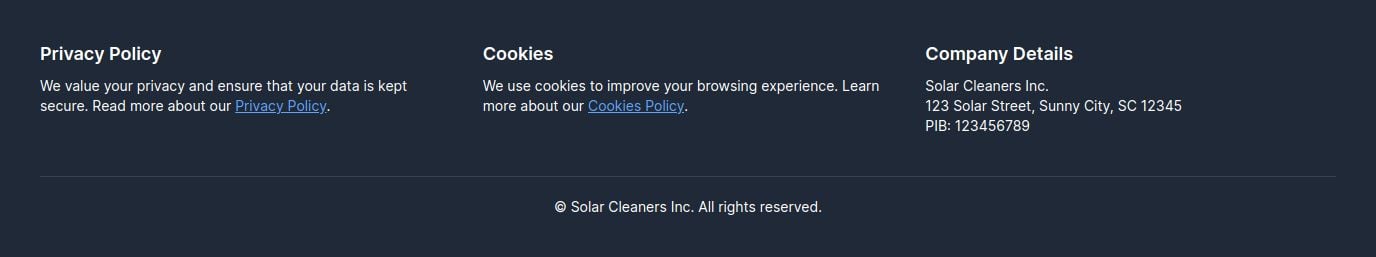 Privacy Policy
We value your privacy and ensure that your data is kept
secure. Read more about our Privacy Policy.
Cookies
We use cookies to improve your browsing experience. Learn
more about our Cookies Policy.
Company Details
Solar Cleaners Inc.
123 Solar Street, Sunny City, SC 12345
PIB: 123456789
© Solar Cleaners Inc. All rights reserved.